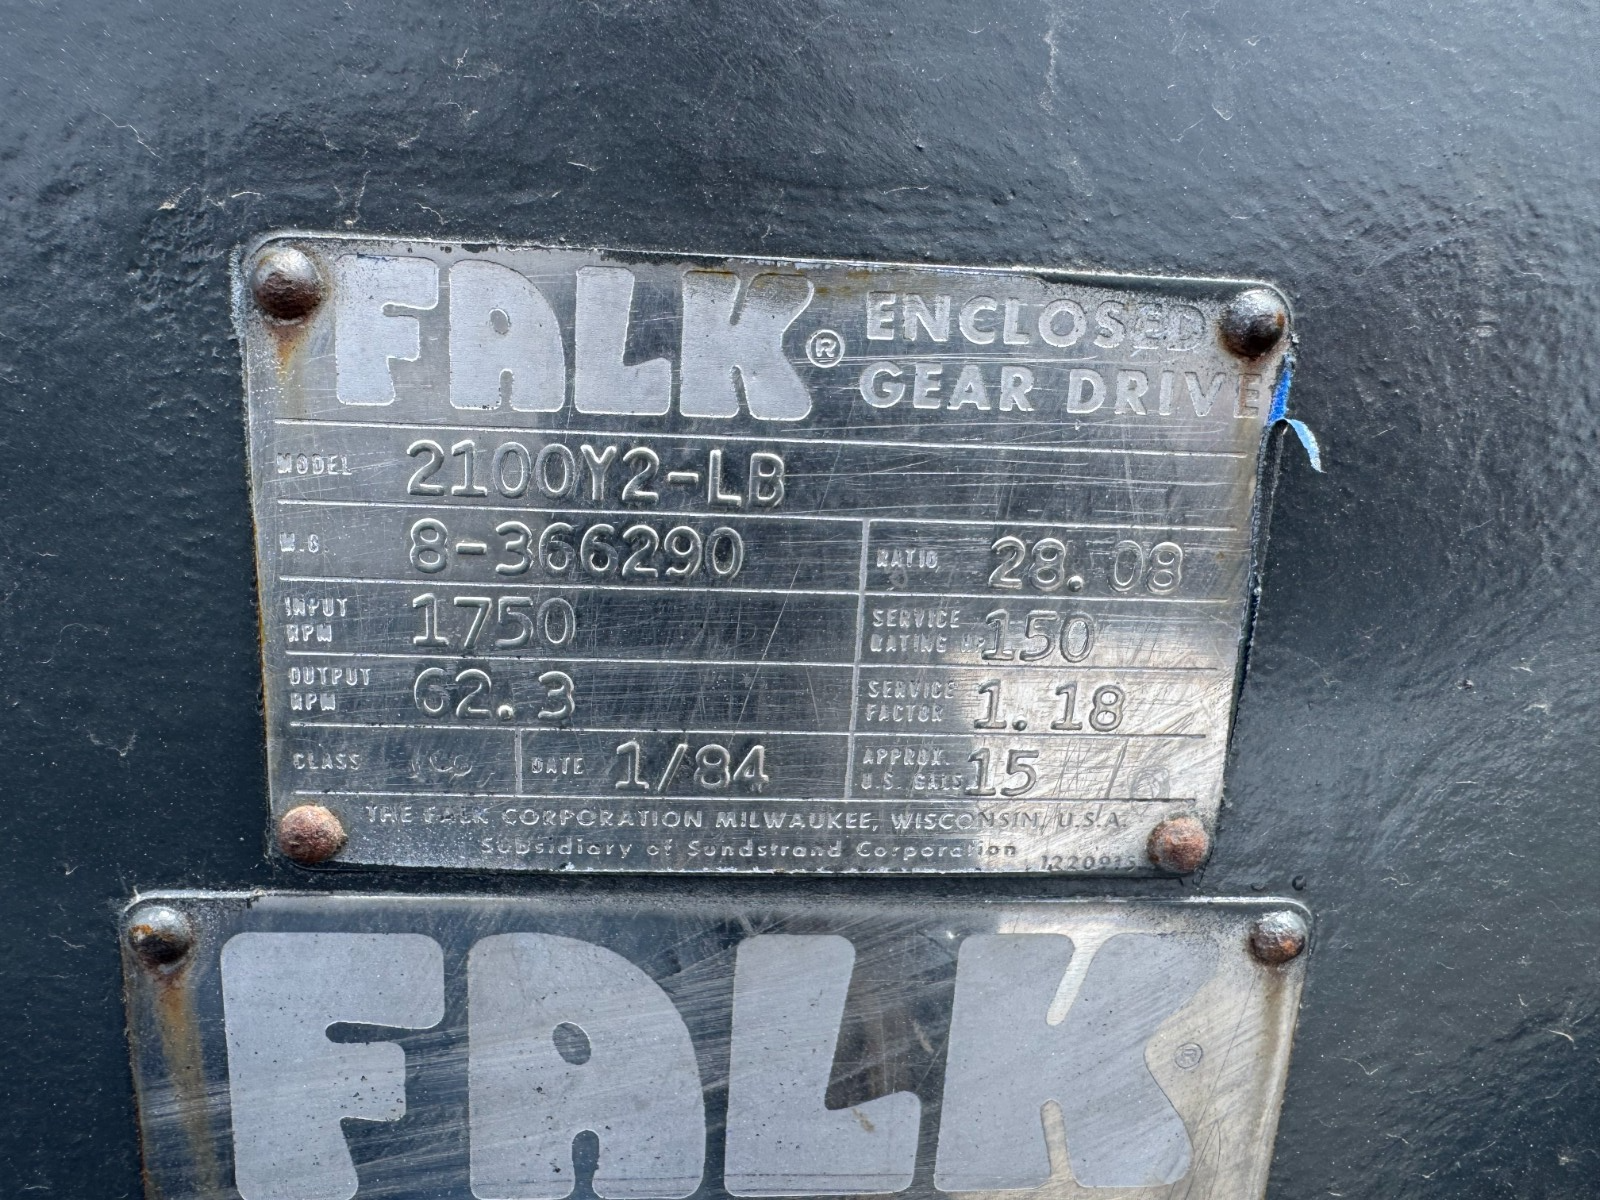 FALK® ENCLOSED
GEAR DRIVE
MODEL 2100Y2-LB
M.O. 8-366290 RATIO 28.08
INPUT RPM 1750 SERVICE RATING HP 150
OUTPUT RPM 62.3 SERVICE FACTOR 1.18
CLASS DATE 1/84 APPROX. U.S. GALS. 15
THE FALK CORPORATION MILWAUKEE, WISCONSIN, U.S.A.
Subsidiary of Sundstrand Corporation
1220915
FALK®